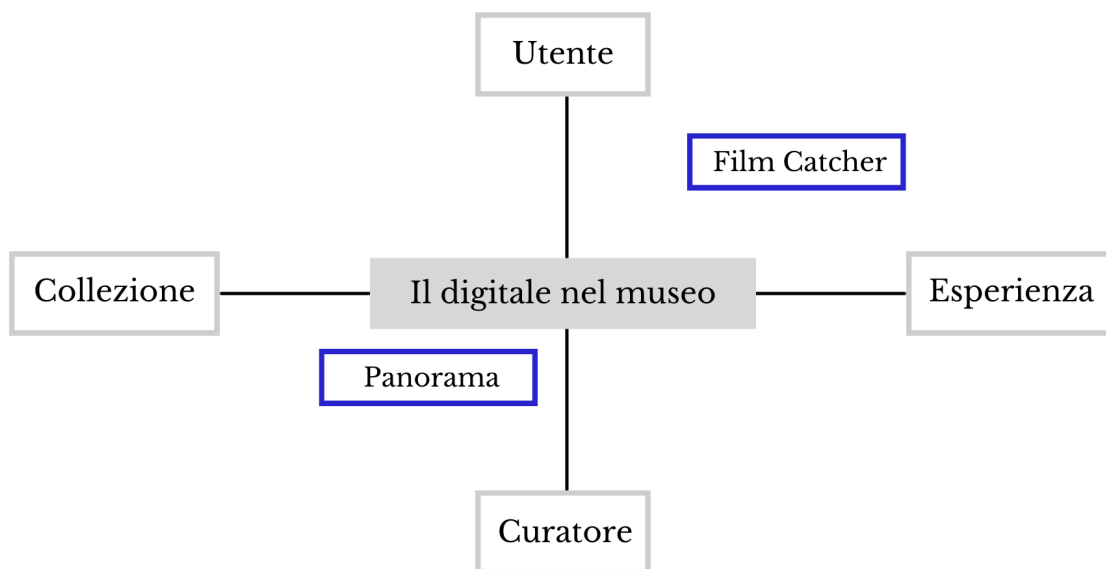 Utente
Film Catcher
Collezione
Il digitale nel museo
Esperienza
Panorama
Curatore